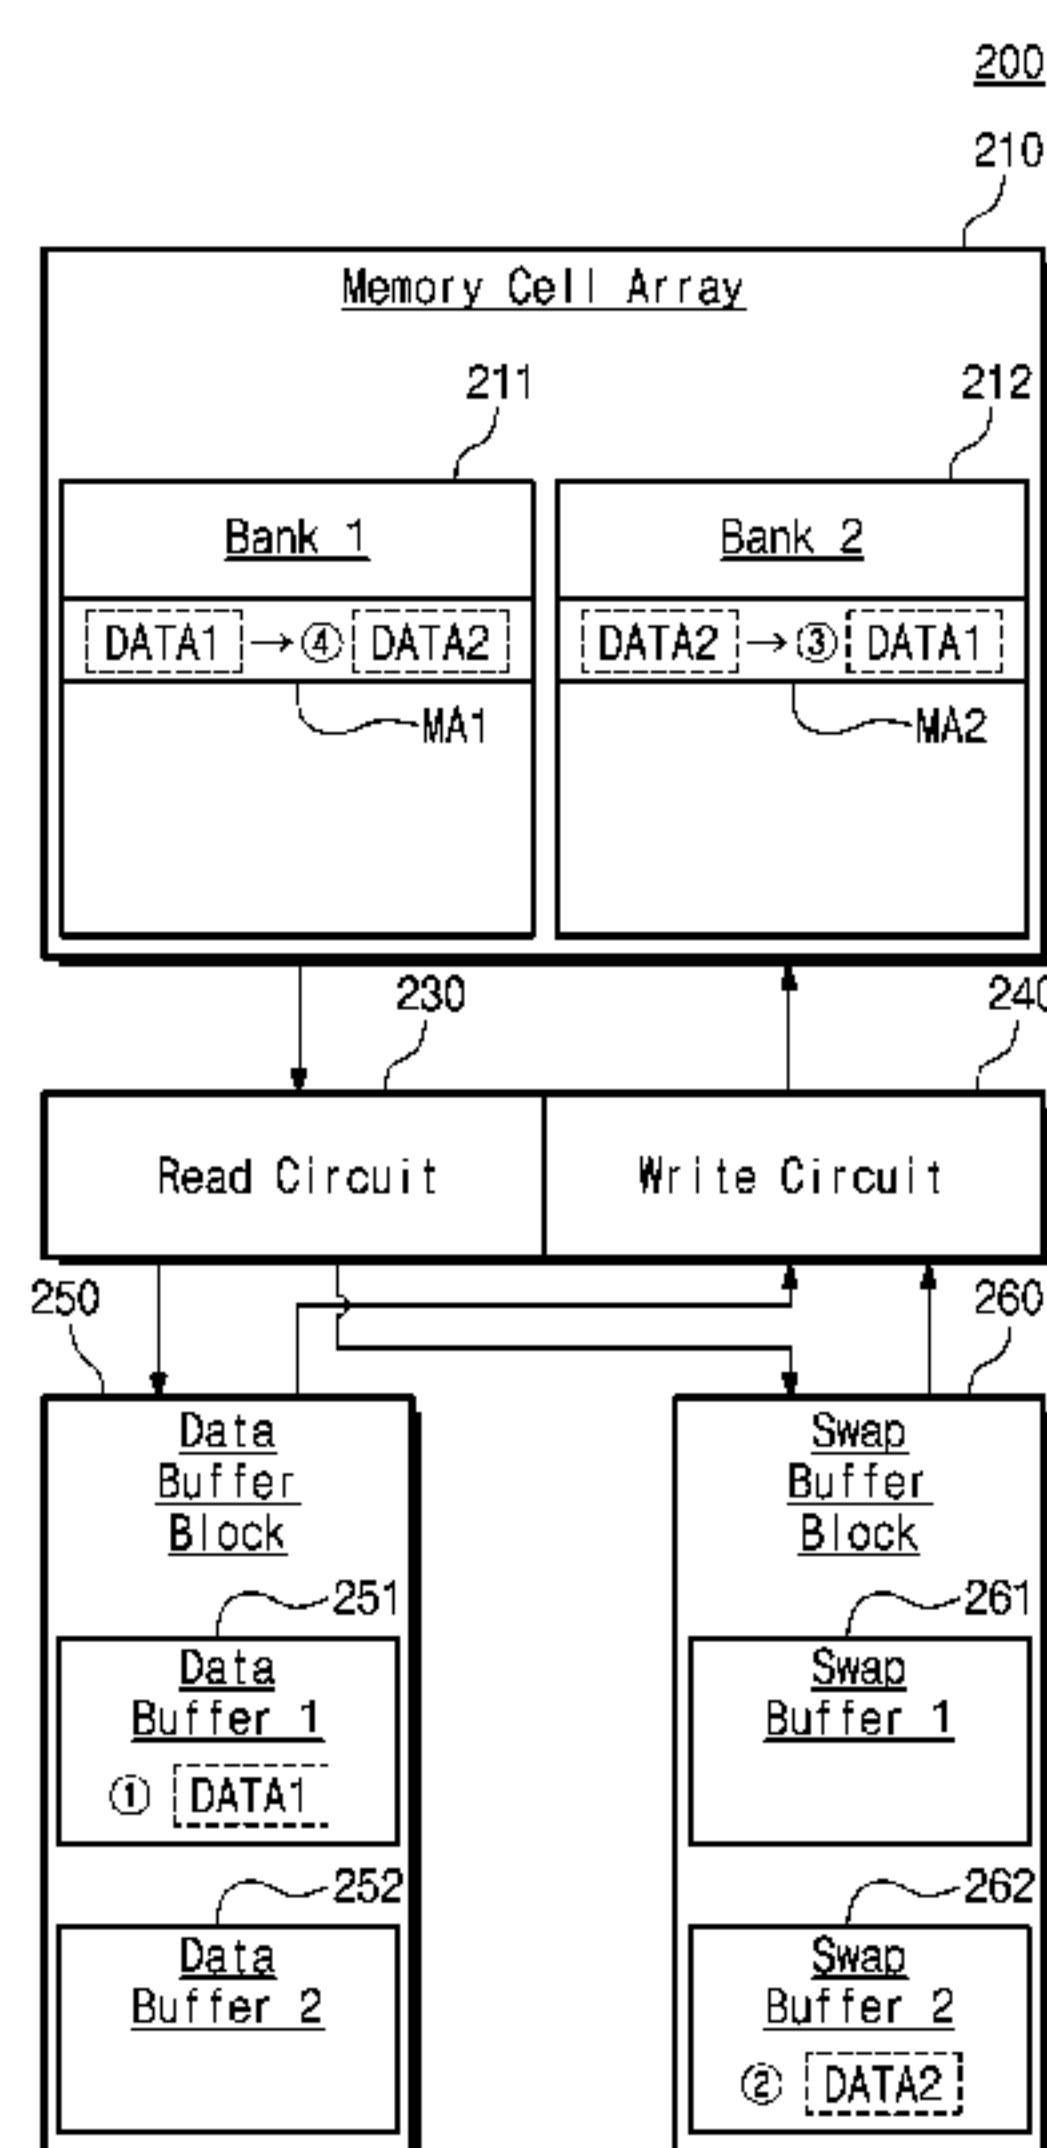 200
210
Memory Cell Array
211
212
Bank 1
Bank 2
DATA1 → ④ DATA2
DATA2 → ③ DATA1
MA1
MA2
230
240
Read Circuit
Write Circuit
250
260
Data
Buffer
Block
Swap
Buffer
Block
251
261
Data
Buffer 1
① DATA1
Swap
Buffer 1
252
262
Data
Buffer 2
Swap
Buffer 2
② DATA2